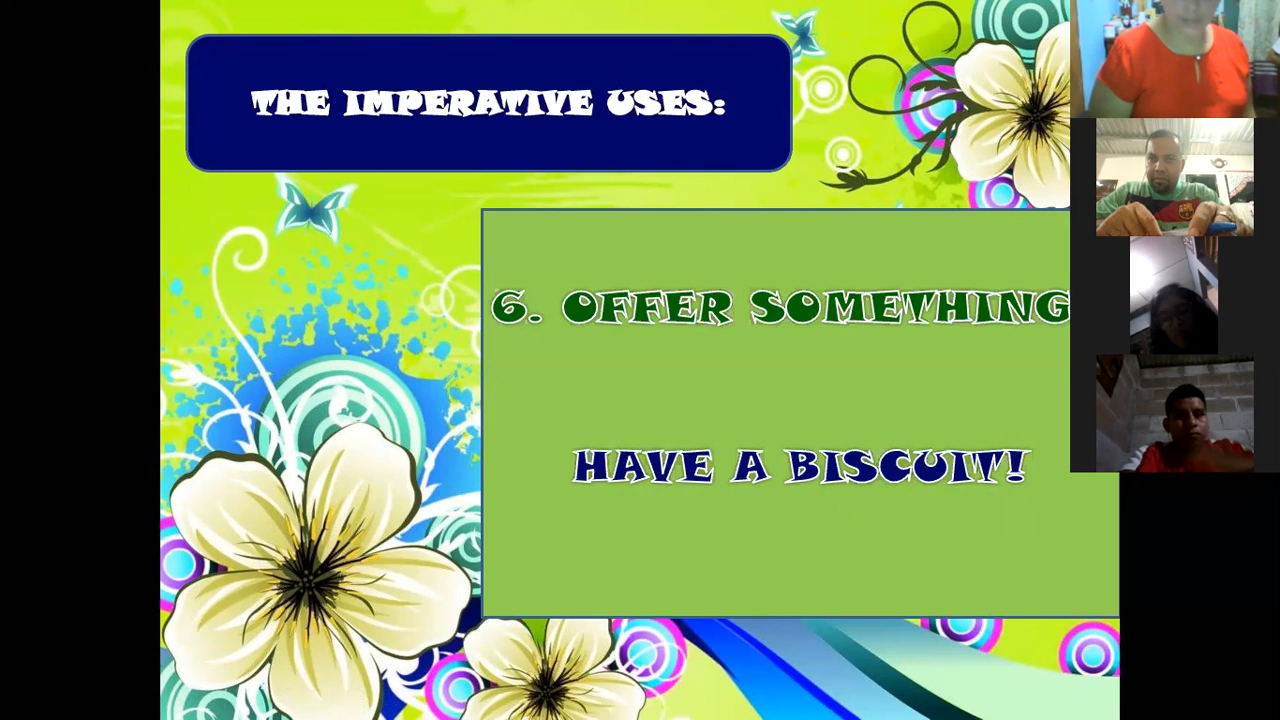 THE IMPERATIVE USES:
6. OFFER SOMETHING
HAVE A BISCUIT!